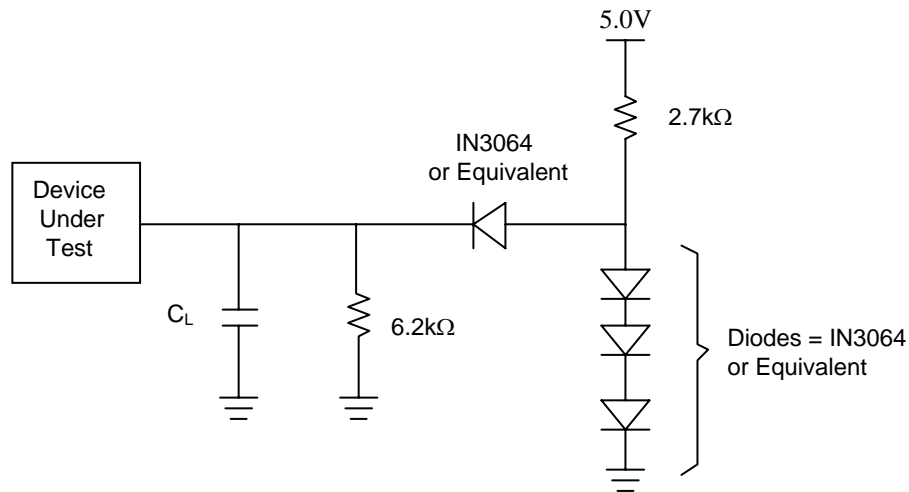 5.0V
2.7kΩ
IN3064
or Equivalent
Device
Under
Test
CL
6.2kΩ
Diodes = IN3064
or Equivalent